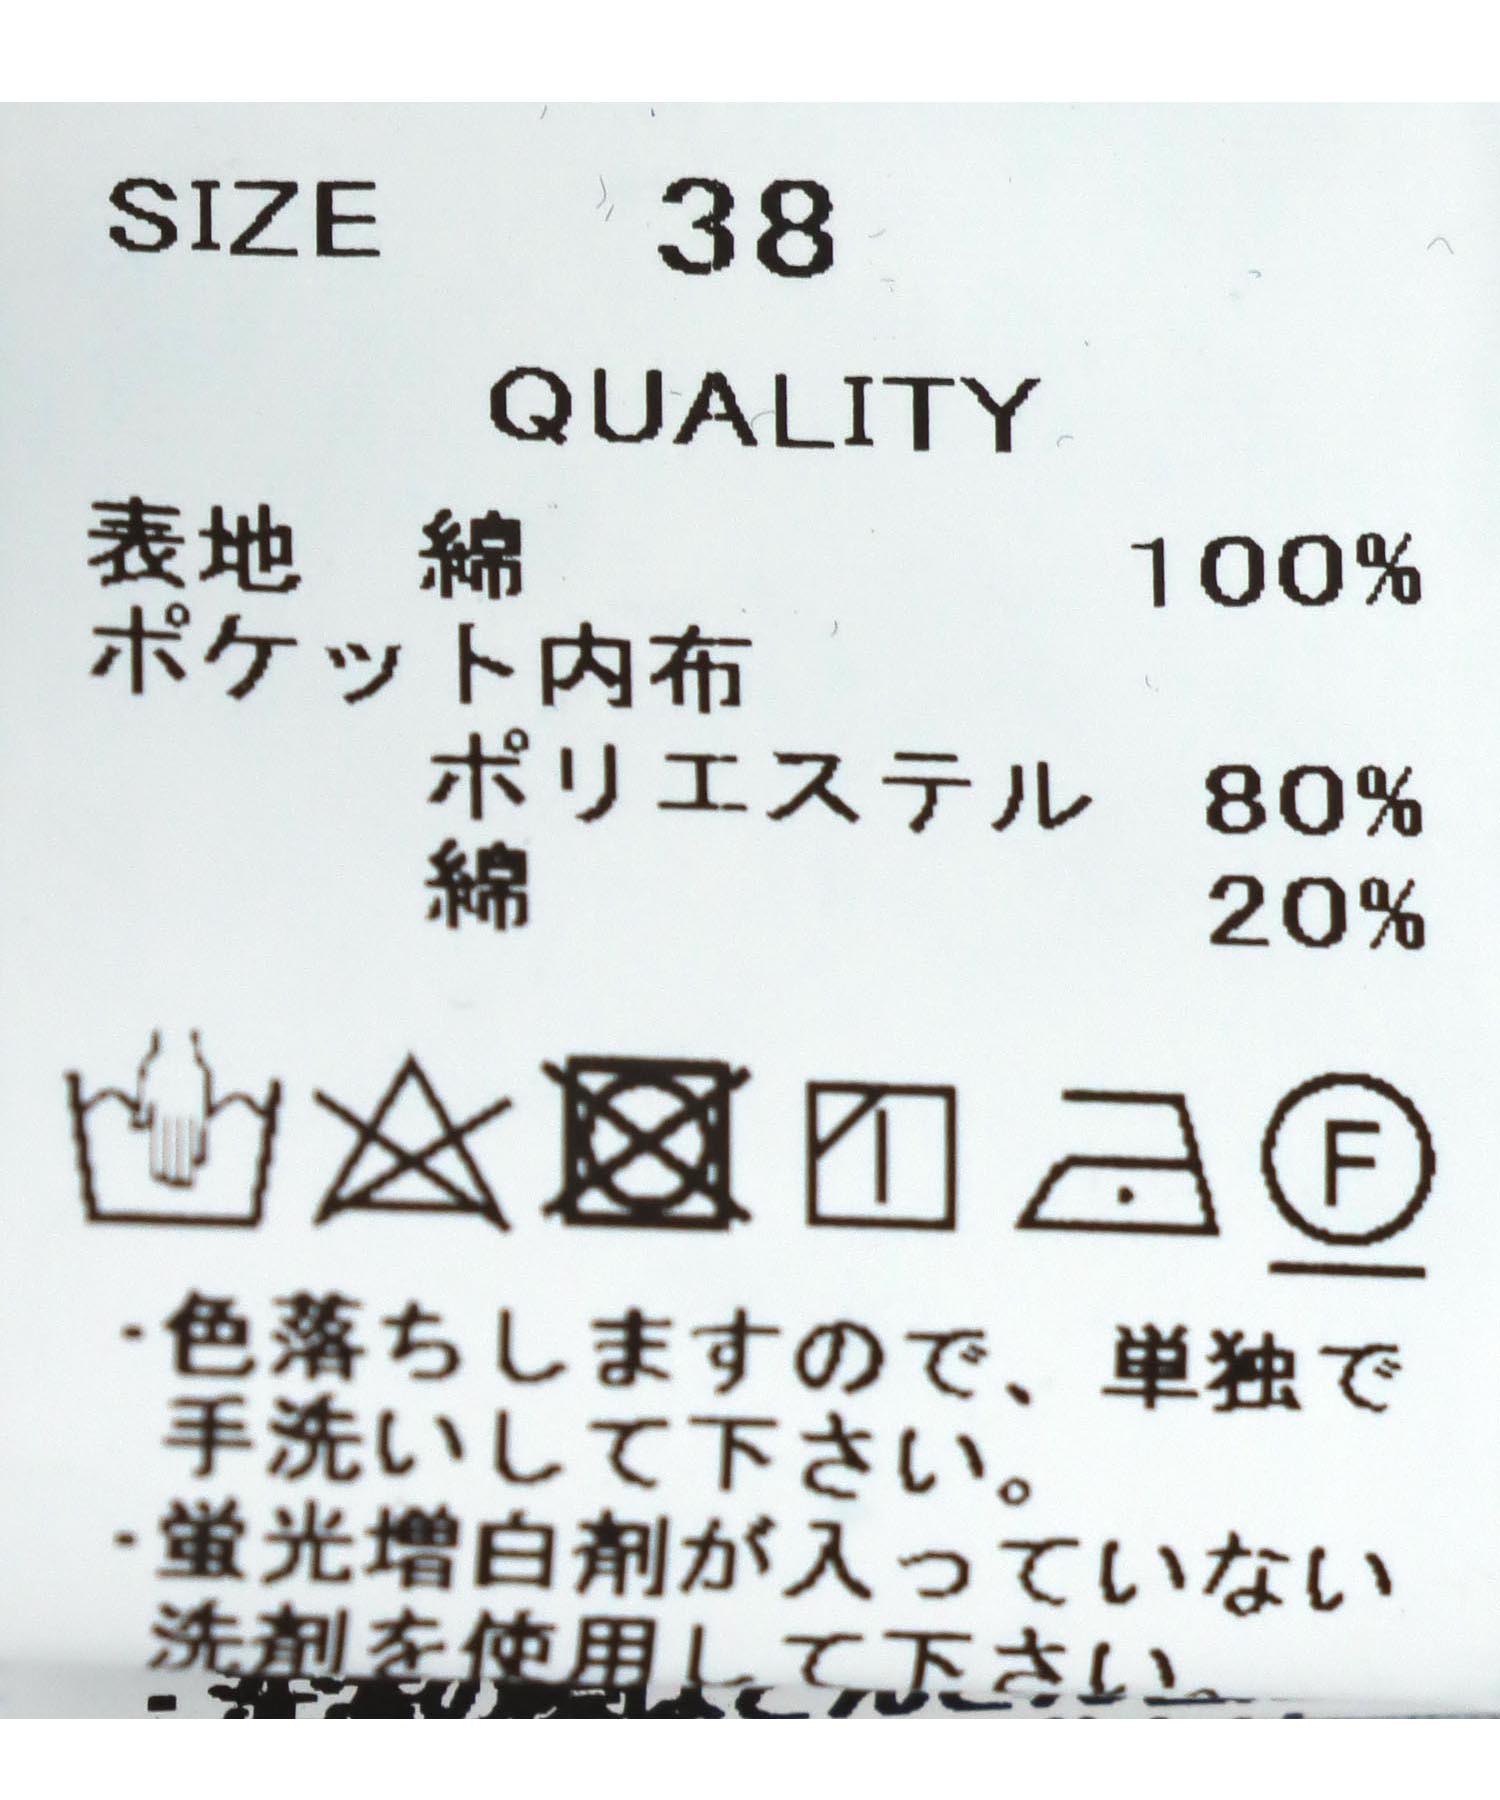 SIZE 38
QUALITY
表地 綿 100%
ポケット内布
ポリエステル 80%
綿 20%
F
・色落ちしますので、単独で
手洗いして下さい。
・蛍光増白剤が入っていない
洗剤を使用して下さい。